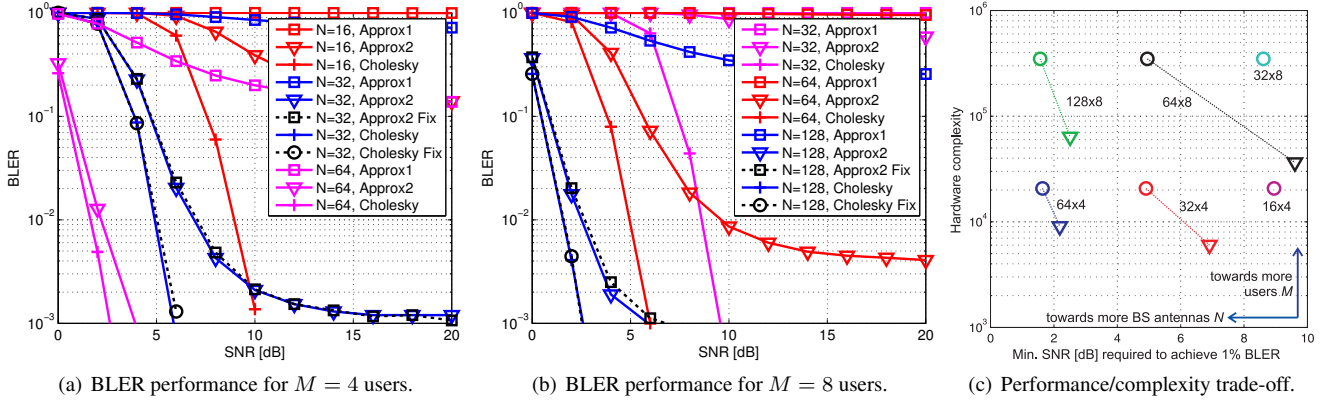 10^0
10^-1
10^-2
10^-3
BLER
0
5
10
15
20
SNR [dB]
N=16, Approx1
N=16, Approx2
N=16, Cholesky
N=32, Approx1
N=32, Approx2
N=32, Approx2 Fix
N=32, Cholesky
N=32, Cholesky Fix
N=64, Approx1
N=64, Approx2
N=64, Cholesky
(a) BLER performance for M = 4 users.
10^0
10^-1
10^-2
10^-3
BLER
0
5
10
15
20
SNR [dB]
N=32, Approx1
N=32, Approx2
N=32, Cholesky
N=64, Approx1
N=64, Approx2
N=64, Cholesky
N=128, Approx1
N=128, Approx2
N=128, Approx2 Fix
N=128, Cholesky
N=128, Cholesky Fix
(b) BLER performance for M = 8 users.
10^6
10^5
10^4
10^3
Hardware complexity
0
2
4
6
8
10
Min. SNR [dB] required to achieve 1% BLER
128x8
64x8
32x8
64x4
32x4
16x4
towards more
users M
towards more BS antennas N
(c) Performance/complexity trade-off.